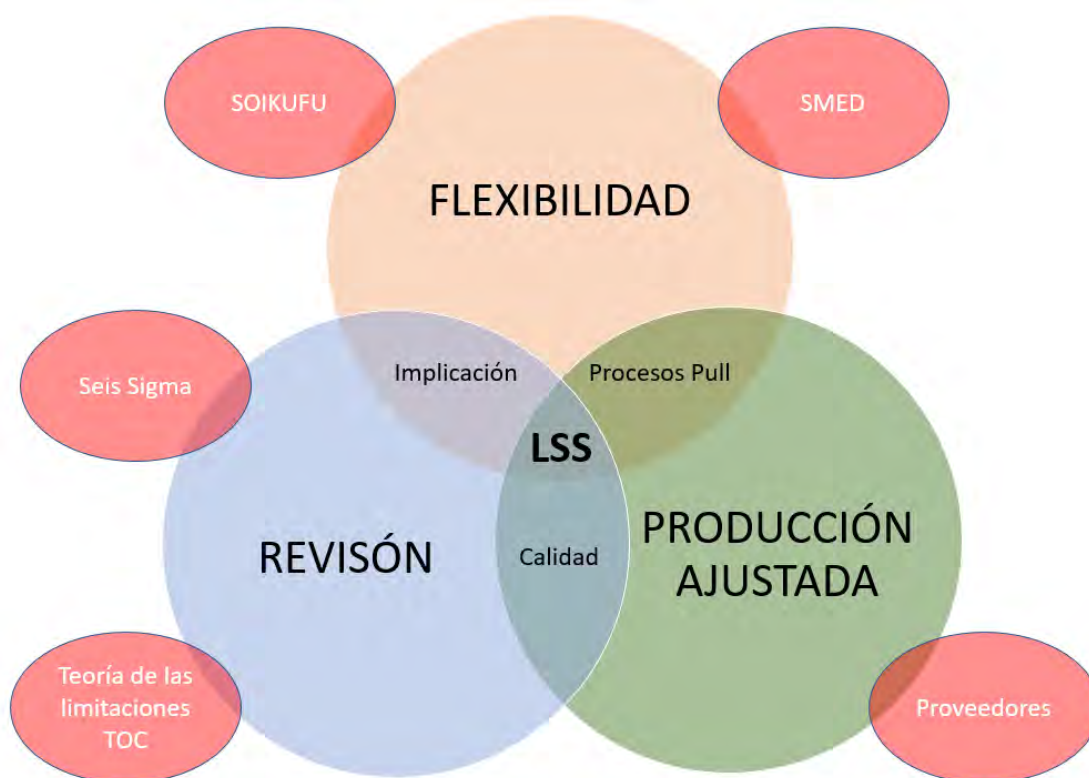 SOIKUFU
SMED
FLEXIBILIDAD
Seis Sigma
Implicación
Procesos Pull
LSS
REVISÓN
Calidad
PRODUCCIÓN
AJUSTADA
Teoría de las
limitaciones
TOC
Proveedores